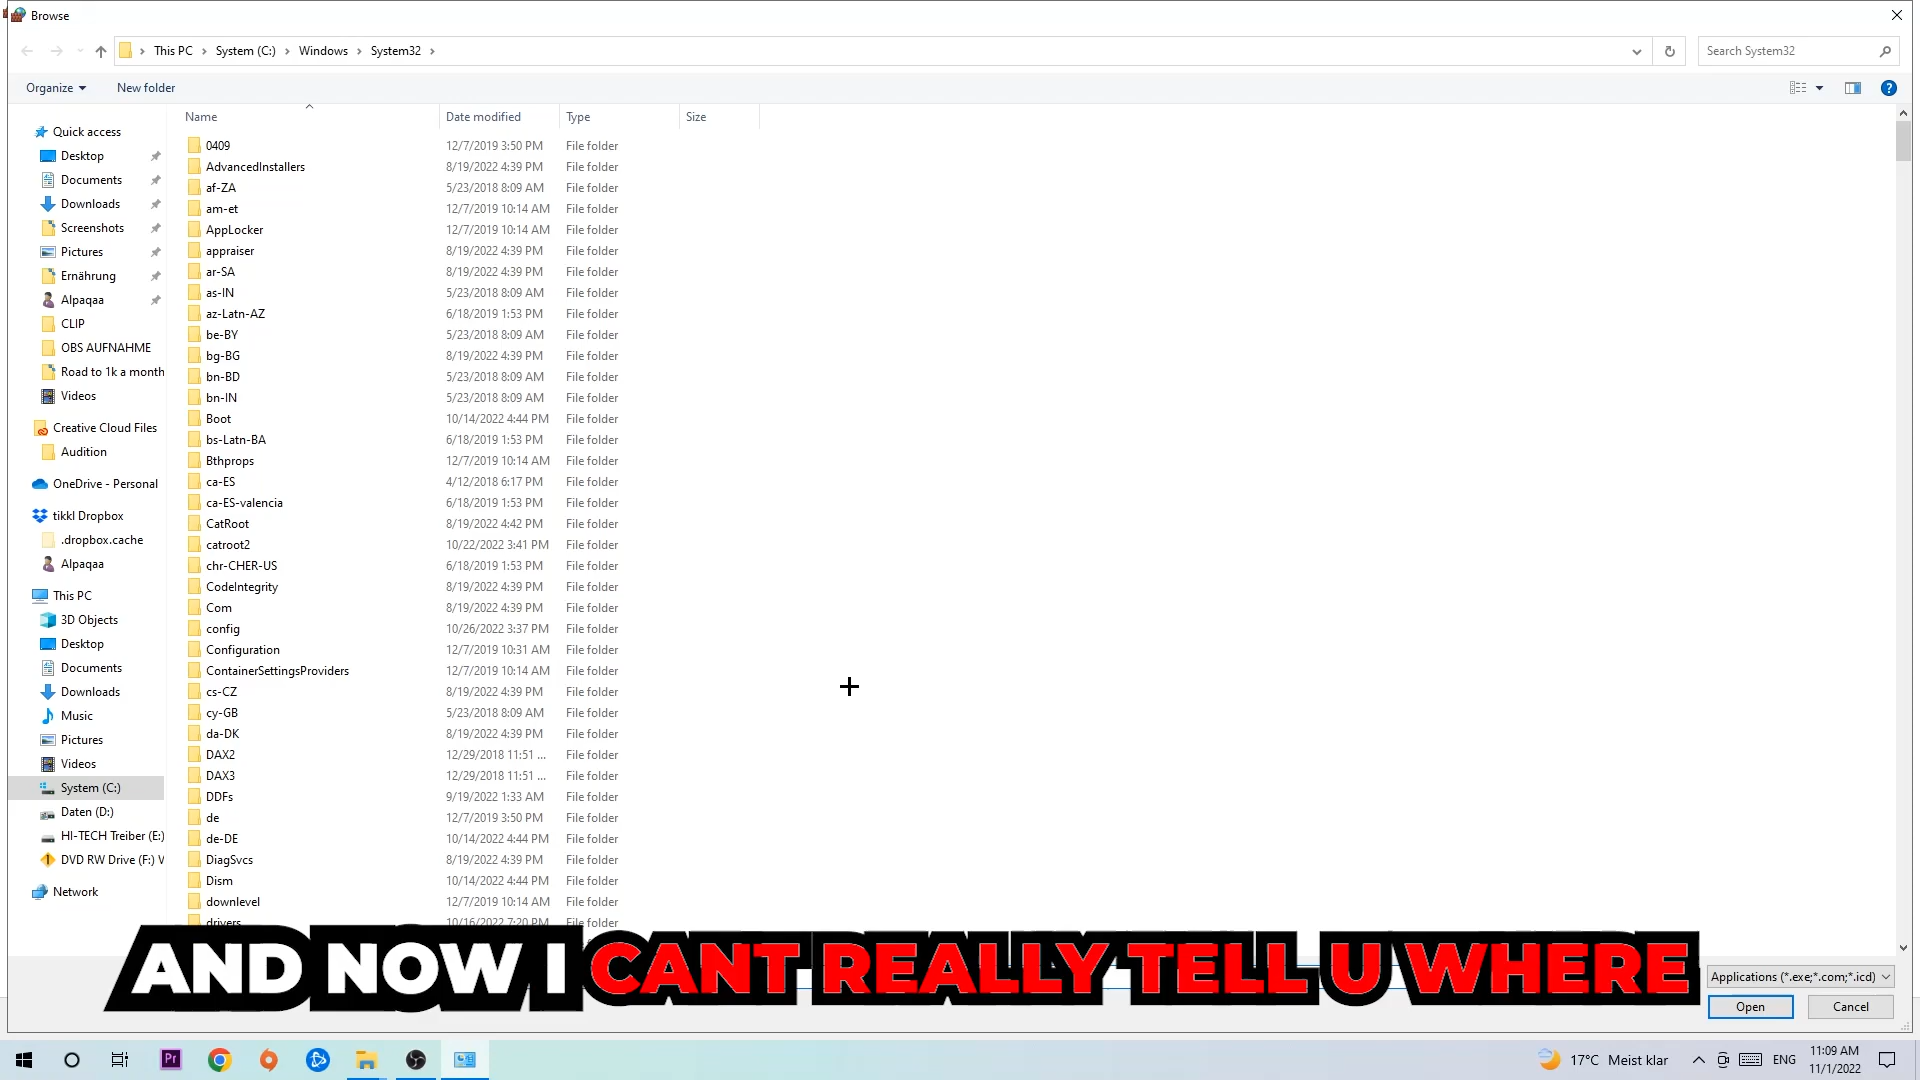 Browse
This PC > System (C:) > Windows > System32 >
Search System32
Organize
New folder
Name
Date modified
Type
Size
Quick access
Desktop
Documents
Downloads
Screenshots
Pictures
Ernährung
Alpaqaa
CLIP
OBS AUFNAHME
Road to 1k a month
Videos
Creative Cloud Files
Audition
OneDrive - Personal
tikkl Dropbox
.dropbox.cache
Alpaqaa
This PC
3D Objects
Desktop
Documents
Downloads
Music
Pictures
Videos
System (C:)
Daten (D:)
HI-TECH Treiber (E:)
DVD RW Drive (F:) V
Network
0409 12/7/2019 3:50 PM File folder
AdvancedInstallers 8/19/2022 4:39 PM File folder
af-ZA 5/23/2018 8:09 AM File folder
am-et 12/7/2019 10:14 AM File folder
AppLocker 12/7/2019 10:14 AM File folder
appraiser 8/19/2022 4:39 PM File folder
ar-SA 8/19/2022 4:39 PM File folder
as-IN 5/23/2018 8:09 AM File folder
az-Latn-AZ 6/18/2019 1:53 PM File folder
be-BY 5/23/2018 8:09 AM File folder
bg-BG 8/19/2022 4:39 PM File folder
bn-BD 5/23/2018 8:09 AM File folder
bn-IN 5/23/2018 8:09 AM File folder
Boot 10/14/2022 4:44 PM File folder
bs-Latn-BA 6/18/2019 1:53 PM File folder
Bthprops 12/7/2019 10:14 AM File folder
ca-ES 4/12/2018 6:17 PM File folder
ca-ES-valencia 6/18/2019 1:53 PM File folder
CatRoot 8/19/2022 4:42 PM File folder
catroot2 10/22/2022 3:41 PM File folder
chr-CHER-US 6/18/2019 1:53 PM File folder
CodeIntegrity 8/19/2022 4:39 PM File folder
Com 8/19/2022 4:39 PM File folder
config 10/26/2022 3:37 PM File folder
Configuration 12/7/2019 10:31 AM File folder
ContainerSettingsProviders 12/7/2019 10:14 AM File folder
cs-CZ 8/19/2022 4:39 PM File folder
cy-GB 5/23/2018 8:09 AM File folder
da-DK 8/19/2022 4:39 PM File folder
DAX2 12/29/2018 11:51 ... File folder
DAX3 12/29/2018 11:51 ... File folder
DDFs 9/19/2022 1:33 AM File folder
de 12/7/2019 3:50 PM File folder
de-DE 10/14/2022 4:44 PM File folder
DiagSvcs 8/19/2022 4:39 PM File folder
Dism 10/14/2022 4:44 PM File folder
downlevel 12/7/2019 10:14 AM File folder
drivers 10/16/2022 7:20 PM File folder
AND NOW I CANT REALLY TELL U WHERE
Applications (*.exe;*.com;*.icd)
Open
Cancel
Pr
17°C Meist klar
ENG
11:09 AM
11/1/2022